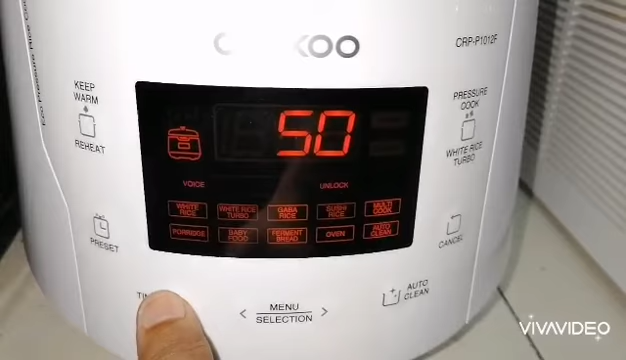 CRP-P1012F
KEEP
WARM
REHEAT
PRESSURE
COOK
WHITE RICE
TURBO
50
VOICE
UNLOCK
WHITE
RICE
WHITE RICE
TURBO
GABA
RICE
SUSHI
RICE
MULTI
COOK
PORRIDGE
BABY
FOOD
FERMENT
BREAD
OVEN
AUTO
CLEAN
PRESET
CANCEL
< MENU >
SELECTION
AUTO
CLEAN
VIVAVIDEO